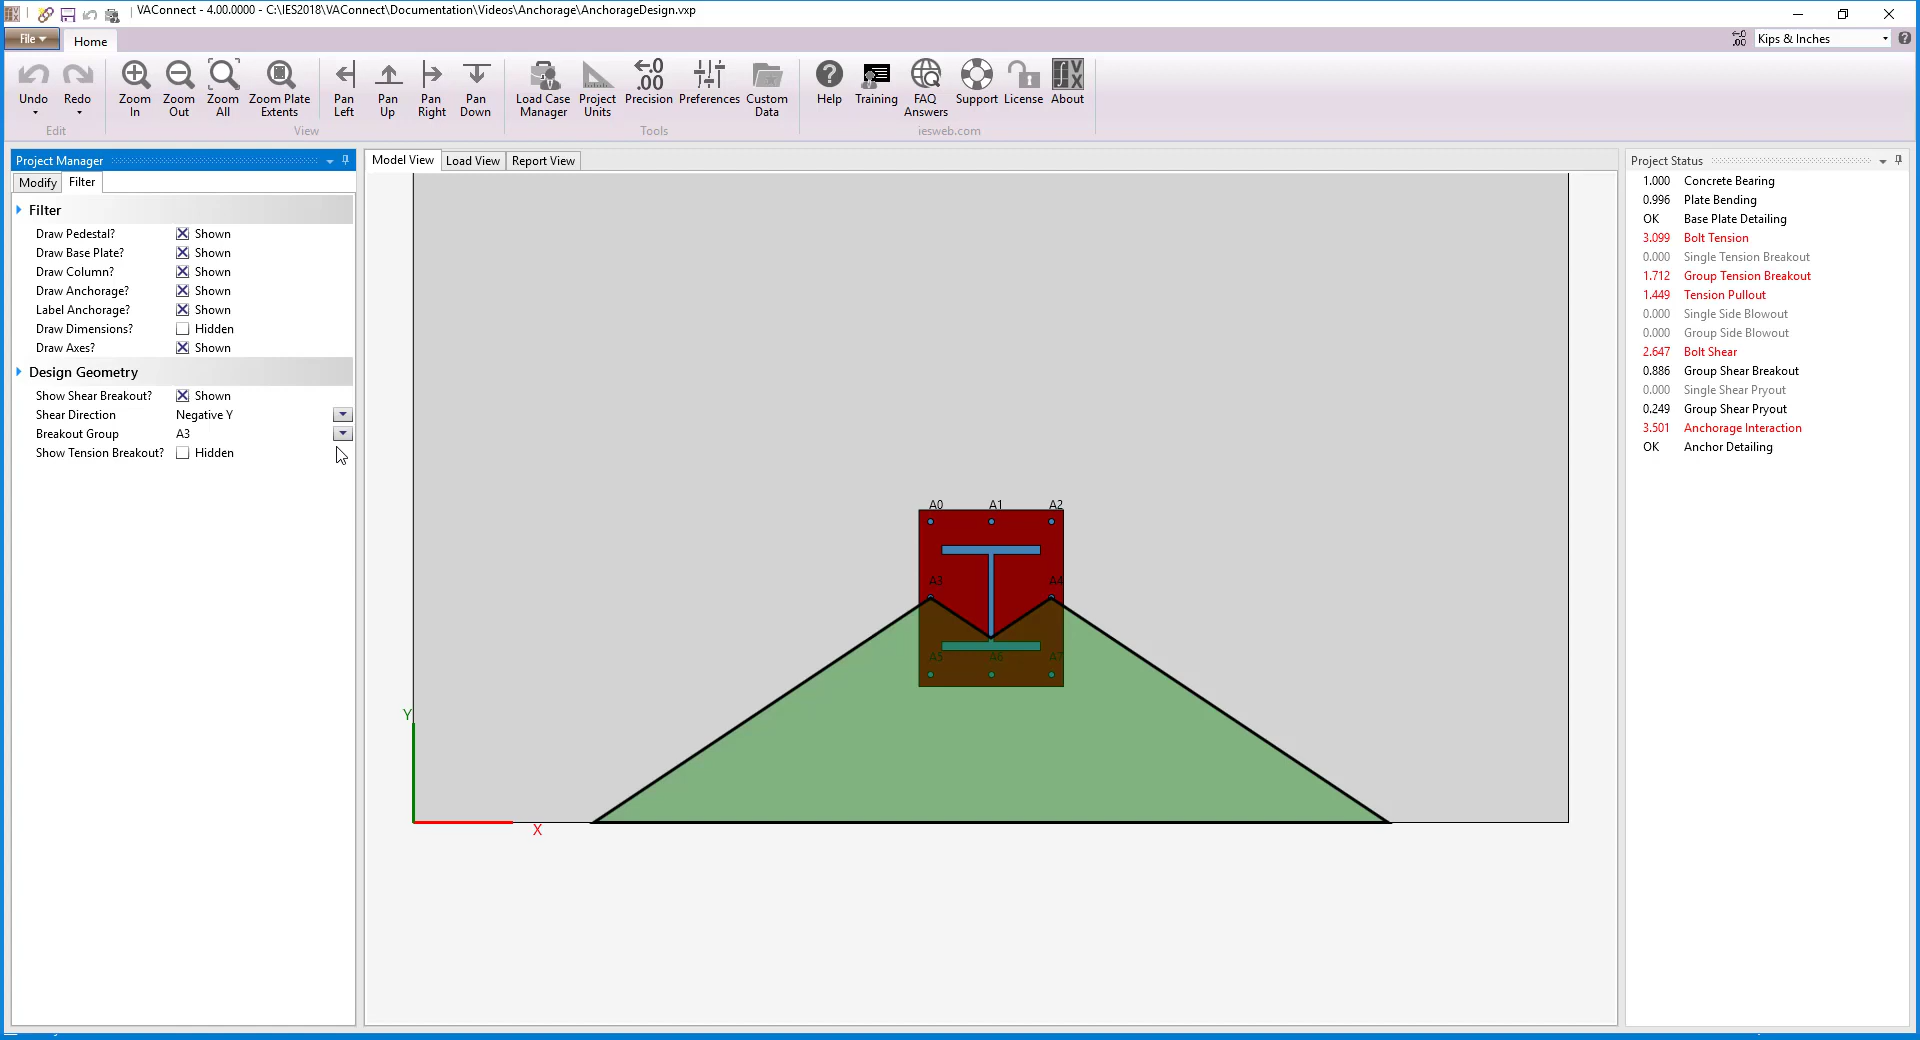 VAConnect - 4.00.0000 - C:\IES2018\VAConnect\Documentation\Videos\Anchorage\AnchorageDesign.vxp
File
Home
Kips & Inches
Undo
Redo
Zoom In
Zoom Out
Zoom All
Zoom Plate Extents
Pan Left
Pan Up
Pan Right
Pan Down
Load Case Manager
Project Units
←.0 .00
Precision
Preferences
Custom Data
Help
Training
FAQ Answers
Support
License
About
Edit
View
Tools
iesweb.com
Project Manager
Modify
Filter
Filter
Draw Pedestal? Shown
Draw Base Plate? Shown
Draw Column? Shown
Draw Anchorage? Shown
Label Anchorage? Shown
Draw Dimensions? Hidden
Draw Axes? Shown
Design Geometry
Show Shear Breakout? Shown
Shear Direction Negative Y
Breakout Group A3
Show Tension Breakout? Hidden
Model View
Load View
Report View
A0 A1 A2
A3 A4
A5 A6 A7
Y
X
Project Status
1.000 Concrete Bearing
0.996 Plate Bending
OK Base Plate Detailing
3.099 Bolt Tension
0.000 Single Tension Breakout
1.712 Group Tension Breakout
1.449 Tension Pullout
0.000 Single Side Blowout
0.000 Group Side Blowout
2.647 Bolt Shear
0.886 Group Shear Breakout
0.000 Single Shear Pryout
0.249 Group Shear Pryout
3.501 Anchorage Interaction
OK Anchor Detailing